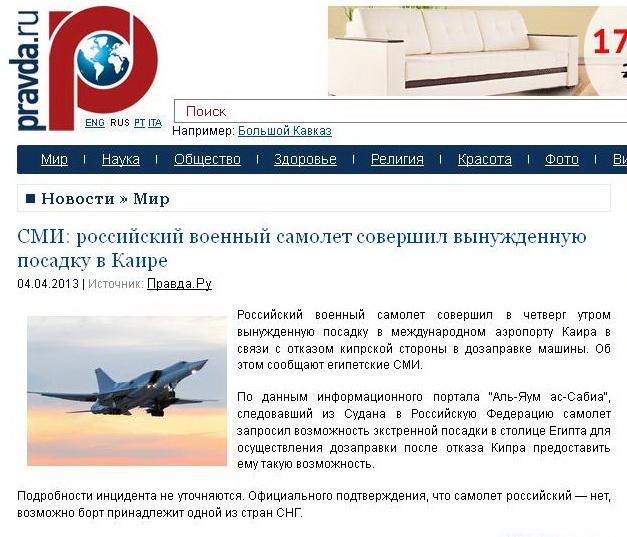 pravda.ru
17
ENG RUS PT ITA
Поиск
Например: Большой Кавказ
Мир | Наука | Общество | Здоровье | Религия | Красота | Фото | Ви
Новости » Мир
СМИ: российский военный самолет совершил вынужденную
посадку в Каире
04.04.2013 | Источник: Правда.Ру
Российский военный самолет совершил в четверг утром
вынужденную посадку в международном аэропорту Каира в
связи с отказом кипрской стороны в дозаправке машины. Об
этом сообщают египетские СМИ.
По данным информационного портала "Аль-Яум ас-Сабиа",
следовавший из Судана в Российскую Федерацию самолет
запросил возможность экстренной посадки в столице Египта для
осуществления дозаправки после отказа Кипра предоставить
ему такую возможность.
Подробности инцидента не уточняются. Официального подтверждения, что самолет российский — нет,
возможно борт принадлежит одной из стран СНГ.